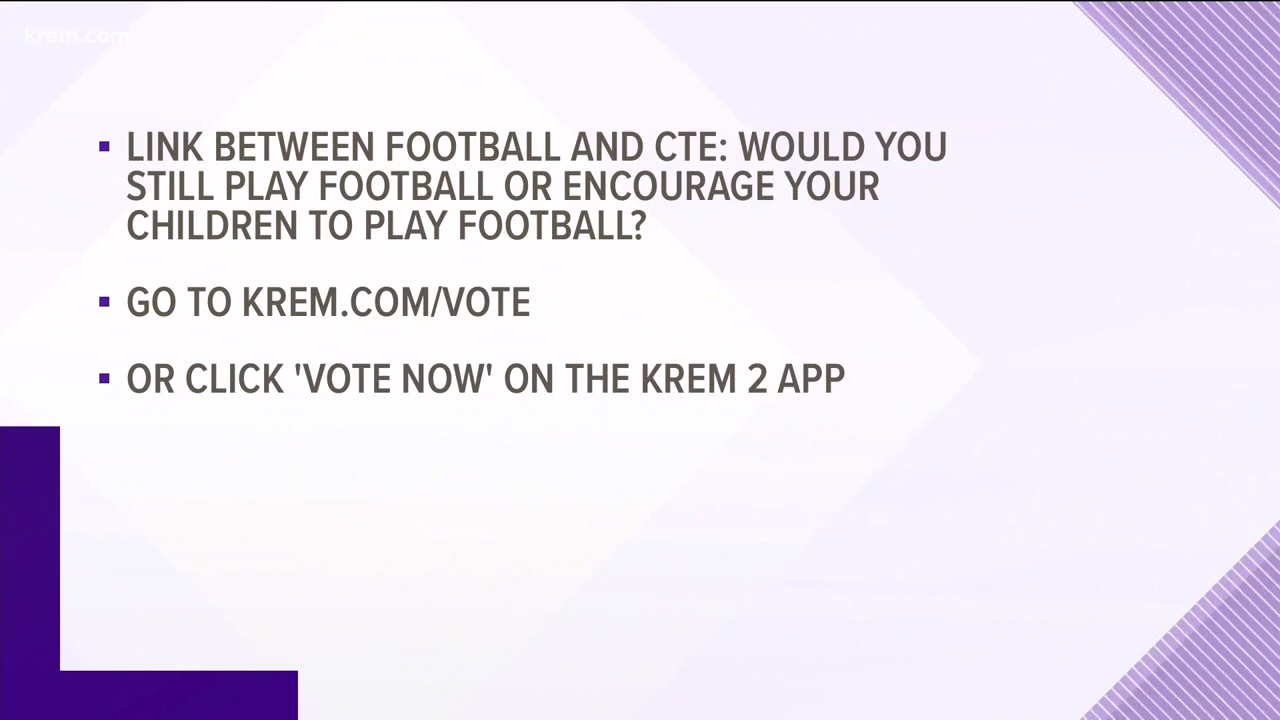 krem.com
▪ LINK BETWEEN FOOTBALL AND CTE: WOULD YOU
STILL PLAY FOOTBALL OR ENCOURAGE YOUR
CHILDREN TO PLAY FOOTBALL?
▪ GO TO KREM.COM/VOTE
▪ OR CLICK 'VOTE NOW' ON THE KREM 2 APP